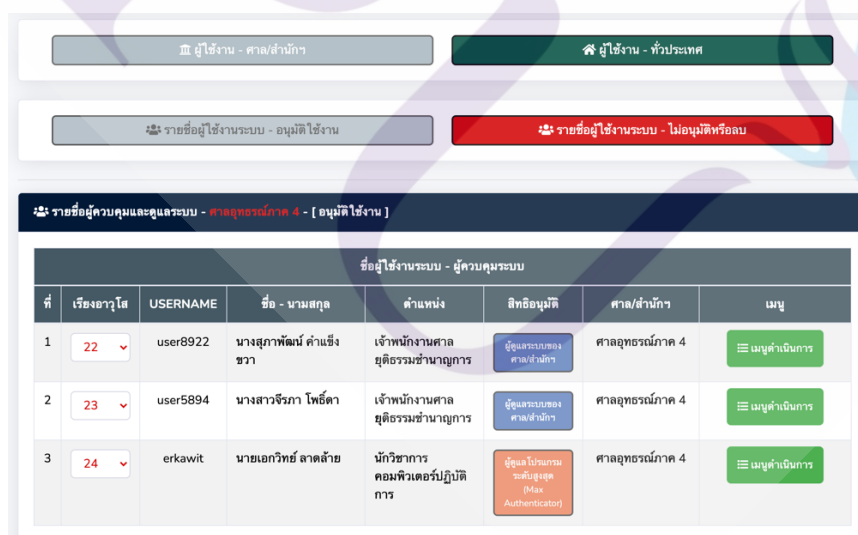 ผู้ใช้งาน - ศาล/สำนักฯ
ผู้ใช้งาน - ทั่วประเทศ
รายชื่อผู้ใช้งานระบบ - อนุมัติใช้งาน
รายชื่อผู้ใช้งานระบบ - ไม่อนุมัติหรือลบ
รายชื่อผู้ควบคุมและดูแลระบบ - ศาลอุทธรณ์ภาค 4 - [ อนุมัติใช้งาน ]
ชื่อผู้ใช้งานระบบ - ผู้ควบคุมระบบ
ที่ เรียงอาวุโส USERNAME ชื่อ - นามสกุล ตำแหน่ง สิทธิอนุมัติ ศาล/สำนักฯ เมนู
1 22 user8922 นางสุภาพัฒน์ คำแข็ง เจ้าพนักงานศาล ผู้ดูแลระบบของ ศาลอุทธรณ์ภาค 4 เมนูดำเนินการ
ขวา ยุติธรรมชำนาญการ ศาล/สำนักฯ
2 23 user5894 นางสาวจีรภา โพธิ์ดา เจ้าพนักงานศาล ผู้ดูแลระบบของ ศาลอุทธรณ์ภาค 4 เมนูดำเนินการ
ยุติธรรมชำนาญการ ศาล/สำนักฯ
3 24 erkawit นายเอกวิทย์ ลาดล้าย นักวิชาการ ผู้ดูแลโปรแกรม ศาลอุทธรณ์ภาค 4 เมนูดำเนินการ
คอมพิวเตอร์ปฏิบัติ ระดับสูงสุด
การ (Max
Authenticator)